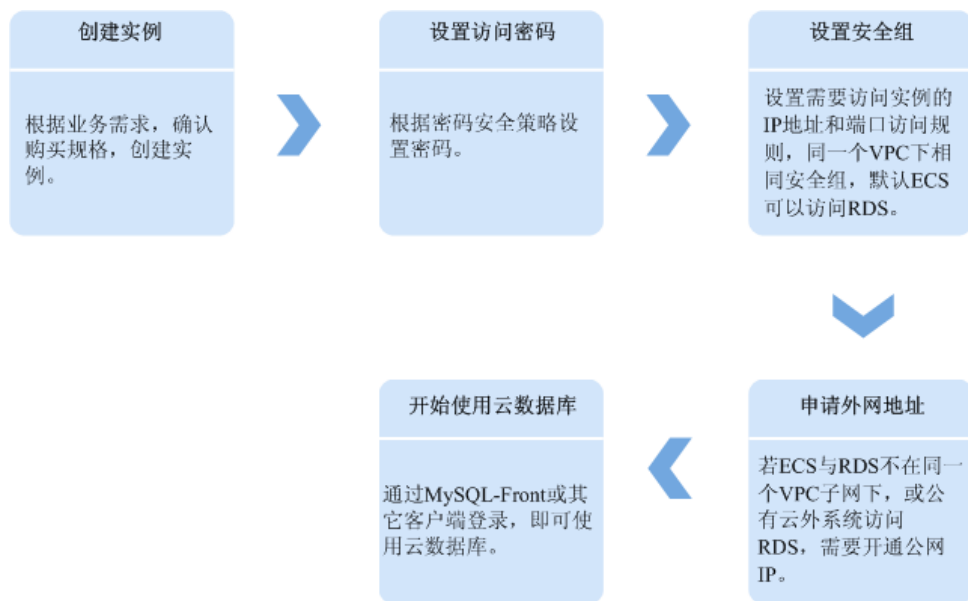 创建实例
根据业务需求，确认
购买规格，创建实
例。
设置访问密码
根据密码安全策略设
置密码。
设置安全组
设置需要访问实例的
IP地址和端口访问规
则，同一个VPC下相
同安全组，默认ECS
可以访问RDS。
申请外网地址
若ECS与RDS不在同一
个VPC子网下，或公
有云外系统访问
RDS，需要开通公网
IP。
开始使用云数据库
通过MySQL-Front或其
它客户端登录，即可使
用云数据库。